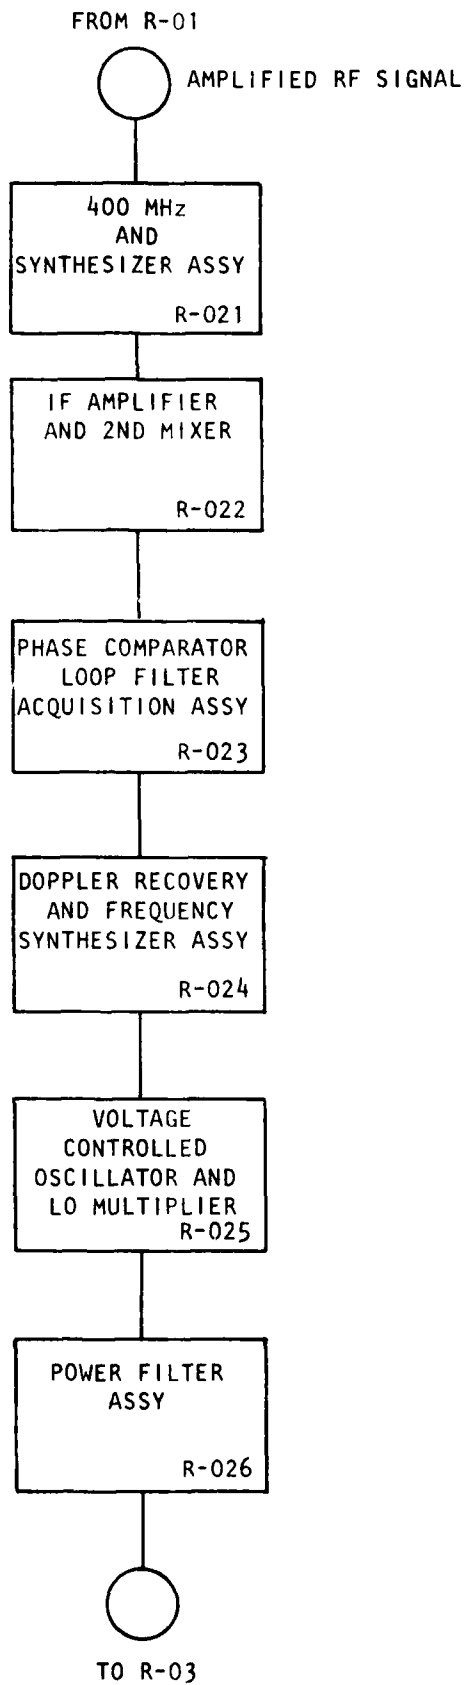 FROM R-01
AMPLIFIED RF SIGNAL
400 MHz
AND
SYNTHESIZER ASSY
R-021
IF AMPLIFIER
AND 2ND MIXER
R-022
PHASE COMPARATOR
LOOP FILTER
ACQUISITION ASSY
R-023
DOPPLER RECOVERY
AND FREQUENCY
SYNTHESIZER ASSY
R-024
VOLTAGE
CONTROLLED
OSCILLATOR AND
LO MULTIPLIER
R-025
POWER FILTER
ASSY
R-026
TO R-03